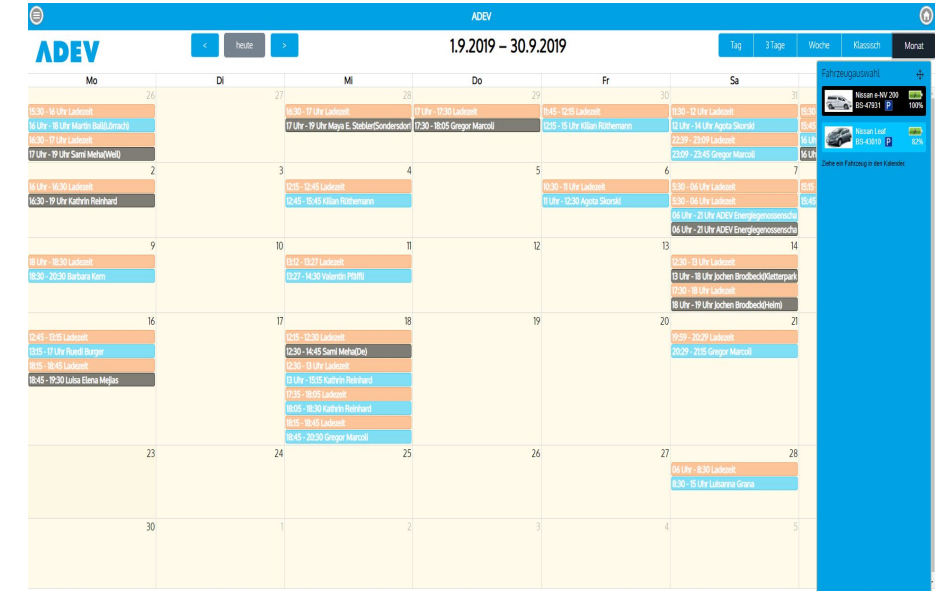 ADEV
ADEV
<
heute
>
1.9.2019 – 30.9.2019
Tag
3 Tage
Woche
Klassisch
Monat
Mo
Di
Mi
Do
Fr
Sa
26
27
28
29
30
31
15:30 - 16 Uhr Ladezeit
16 Uhr - 18 Uhr Martin Balli(Lörrach)
16:30 - 17 Uhr Ladezeit
17 Uhr - 19 Uhr Sami Meha(Weil)
16:30 - 17 Uhr Ladezeit
17 Uhr - 19 Uhr Maya E. Stebler(Sondersdorf
17 Uhr - 17:30 Ladezeit
17:30 - 18:05 Gregor Marcoli
11:45 - 12:15 Ladezeit
12:15 - 15 Uhr Kilian Rüthemann
11:30 - 12 Uhr Ladezeit
12 Uhr - 14 Uhr Agota Skorski
22:39 - 23:09 Ladezeit
23:09 - 23:45 Gregor Marcoli
15:30
15:45
16 Uh
16 Uh
2
3
4
5
6
7
16 Uhr - 16:30 Ladezeit
16:30 - 19 Uhr Kathrin Reinhard
12:15 - 12:45 Ladezeit
12:45 - 15:45 Kilian Rüthemann
10:30 - 11 Uhr Ladezeit
11 Uhr - 12:30 Agota Skorski
5:30 - 06 Uhr Ladezeit
5:30 - 06 Uhr Ladezeit
06 Uhr - 21 Uhr ADEV Energiegenossenscha
06 Uhr - 21 Uhr ADEV Energiegenossenscha
15:15
15:45
9
10
11
12
13
14
18 Uhr - 18:30 Ladezeit
18:30 - 20:30 Barbara Kern
13:12 - 13:27 Ladezeit
13:27 - 14:30 Valentin Pfäffli
12:30 - 13 Uhr Ladezeit
13 Uhr - 18 Uhr Jochen Brodbeck(Kletterpark
17:30 - 18 Uhr Ladezeit
18 Uhr - 19 Uhr Jochen Brodbeck(Heim)
16
17
18
19
20
21
12:45 - 13:15 Ladezeit
13:15 - 17 Uhr Ruedi Burger
18:15 - 18:45 Ladezeit
18:45 - 19:30 Luisa Elena Mejias
12:15 - 12:30 Ladezeit
12:30 - 14:45 Sami Meha(De)
12:30 - 13 Uhr Ladezeit
13 Uhr - 15:15 Kathrin Reinhard
17:35 - 18:05 Ladezeit
18:05 - 18:30 Kathrin Reinhard
18:15 - 18:45 Ladezeit
18:45 - 20:30 Gregor Marcoli
19:59 - 20:29 Ladezeit
20:29 - 21:15 Gregor Marcoli
23
24
25
26
27
28
06 Uhr - 8:30 Ladezeit
8:30 - 15 Uhr Luisanna Grana
30
1
2
3
4
5
Fahrzeugauswahl
Nissan e-NV 200
BS-47931 P 100%
Nissan Leaf
BS-43010 P 82%
Ziehe ein Fahrzeug in den Kalender.